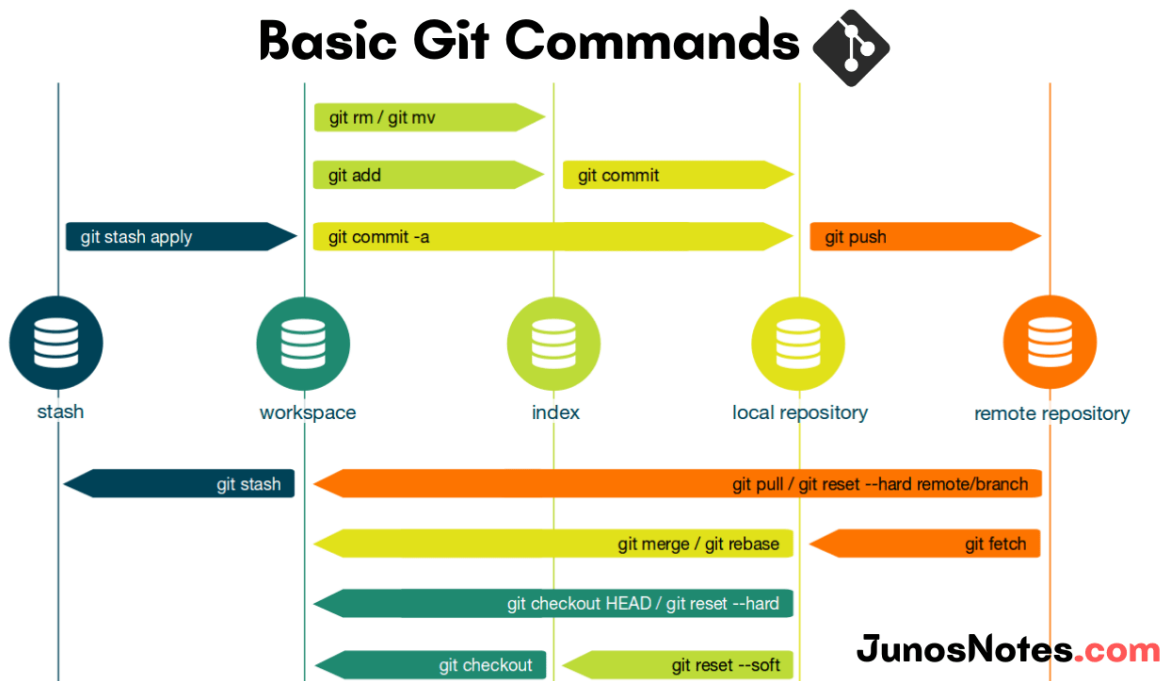 Basic Git Commands
git rm / git mv
git add
git commit
git stash apply
git commit -a
git push
stash
workspace
index
local repository
remote repository
git stash
git pull / git reset --hard remote/branch
git merge / git rebase
git fetch
git checkout HEAD / git reset --hard
git checkout
git reset --soft
JunosNotes.com